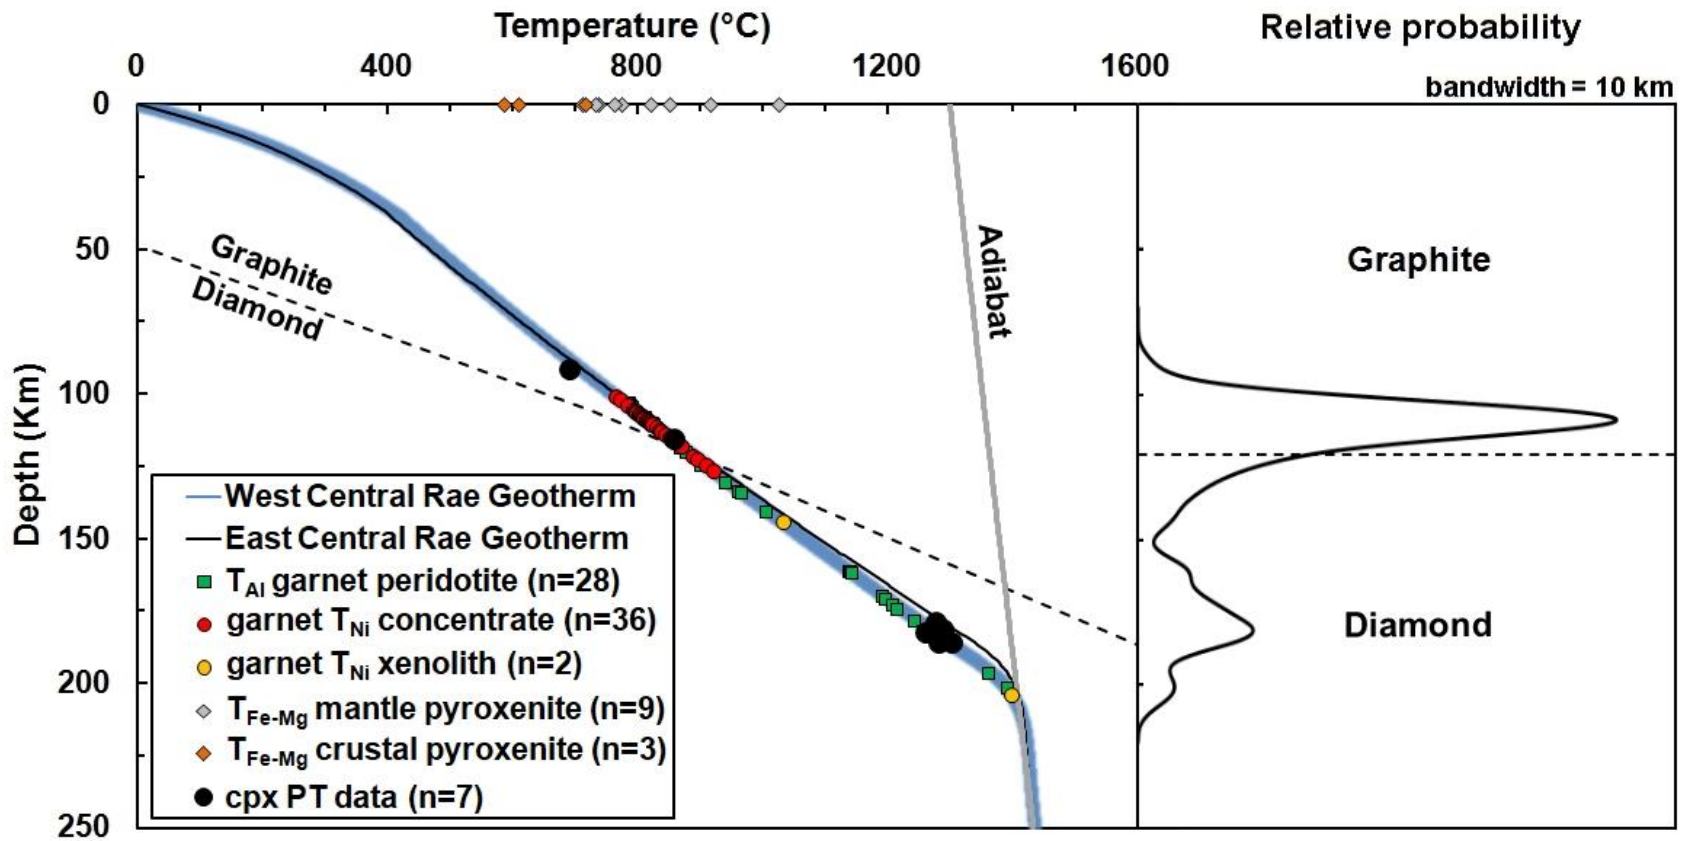 Temperature (°C)
Relative probability
0 400 800 1200 1600
bandwidth = 10 km
0
50
100
150
200
250
Depth (Km)
Graphite
Diamond
Adiabat
West Central Rae Geotherm
East Central Rae Geotherm
TAl garnet peridotite (n=28)
garnet TNi concentrate (n=36)
garnet TNi xenolith (n=2)
TFe-Mg mantle pyroxenite (n=9)
TFe-Mg crustal pyroxenite (n=3)
cpx PT data (n=7)
Graphite
Diamond